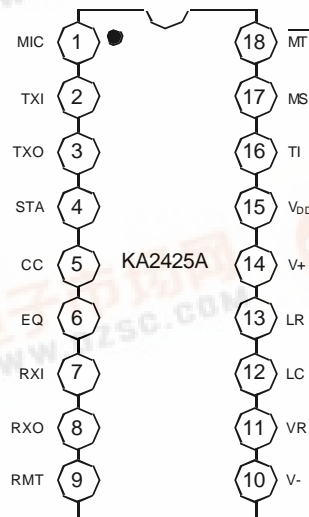 MIC 1 18 M̅T̅
TXI 2 17 MS
TXO 3 16 TI
STA 4 15 VDD
CC 5 KA2425A 14 V+
EQ 6 13 LR
RXI 7 12 LC
RXO 8 11 VR
RMT 9 10 V-